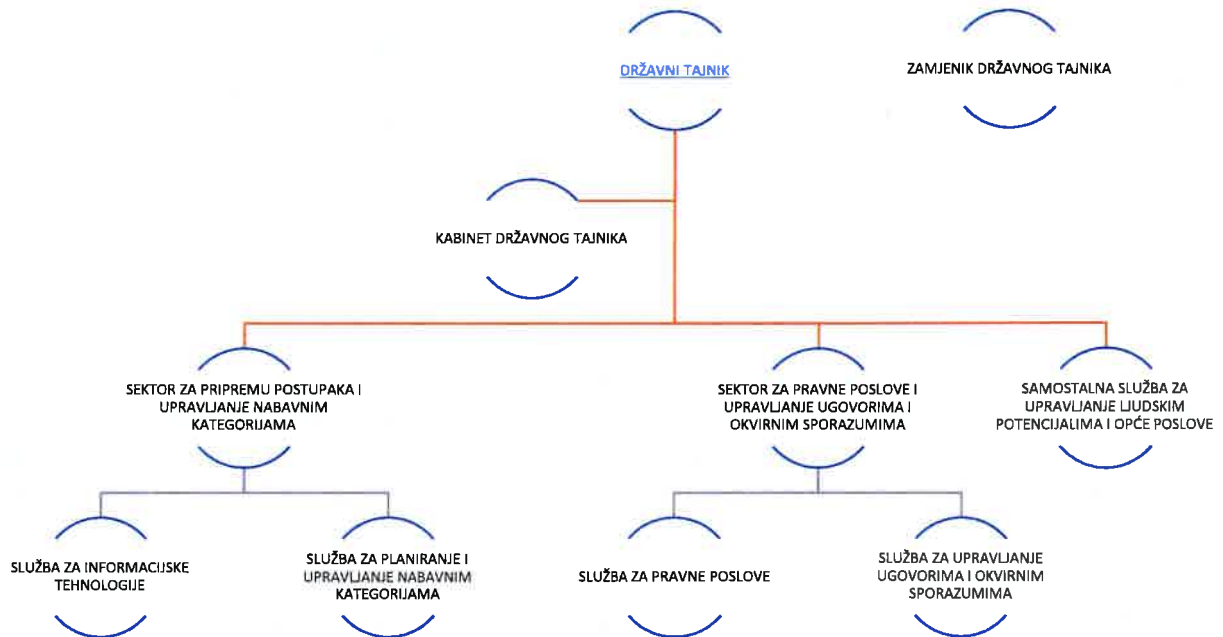 DRŽAVNI TAJNIK
ZAMJENIK DRŽAVNOG TAJNIKA
KABINET DRŽAVNOG TAJNIKA
SEKTOR ZA PRIPREMU POSTUPAKA I
UPRAVLJANJE NABAVNIM
KATEGORIJAMA
SEKTOR ZA PRAVNE POSLOVE I
UPRAVLJANJE UGOVORIMA I
OKVIRNIM SPORAZUMIMA
SAMOSTALNA SLUŽBA ZA
UPRAVLJANJE LJUDSKIM
POTENCIJALIMA I OPĆE POSLOVE
SLUŽBA ZA INFORMACIJSKE
TEHNOLOGIJE
SLUŽBA ZA PLANIRANJE I
UPRAVLJANJE NABAVNIM
KATEGORIJAMA
SLUŽBA ZA PRAVNE POSLOVE
SLUŽBA ZA UPRAVLJANJE
UGOVORIMA I OKVIRNIM
SPORAZUMIMA